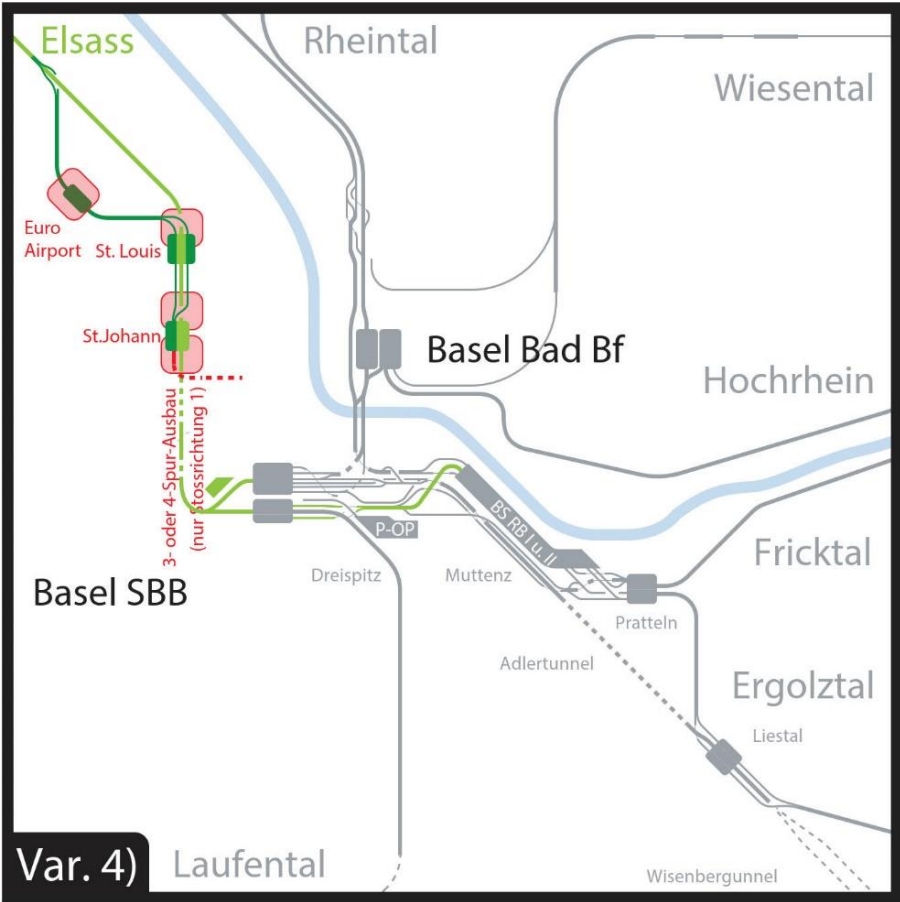 Elsass
Rheintal
Wiesental
Euro
Airport
St. Louis
St.Johann
Basel Bad Bf
Hochrhein
3- oder 4-Spur-Ausbau
(nur Stossrichtung 1)
P-OP
BS RB I u. II
Fricktal
Basel SBB
Dreispitz
Muttenz
Pratteln
Adlertunnel
Ergolztal
Liestal
Var. 4)
Laufental
Wisenbergunnel